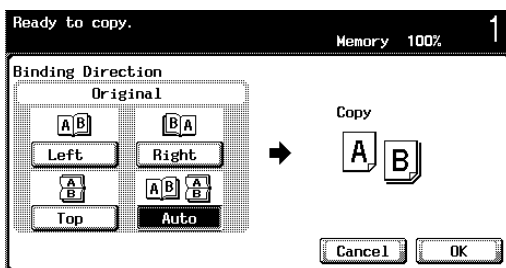 Ready to copy.
Memory 100% 1
Binding Direction
Original
Copy
A B B A
Left Right
A B
A B A B
Top Auto
Cancel OK